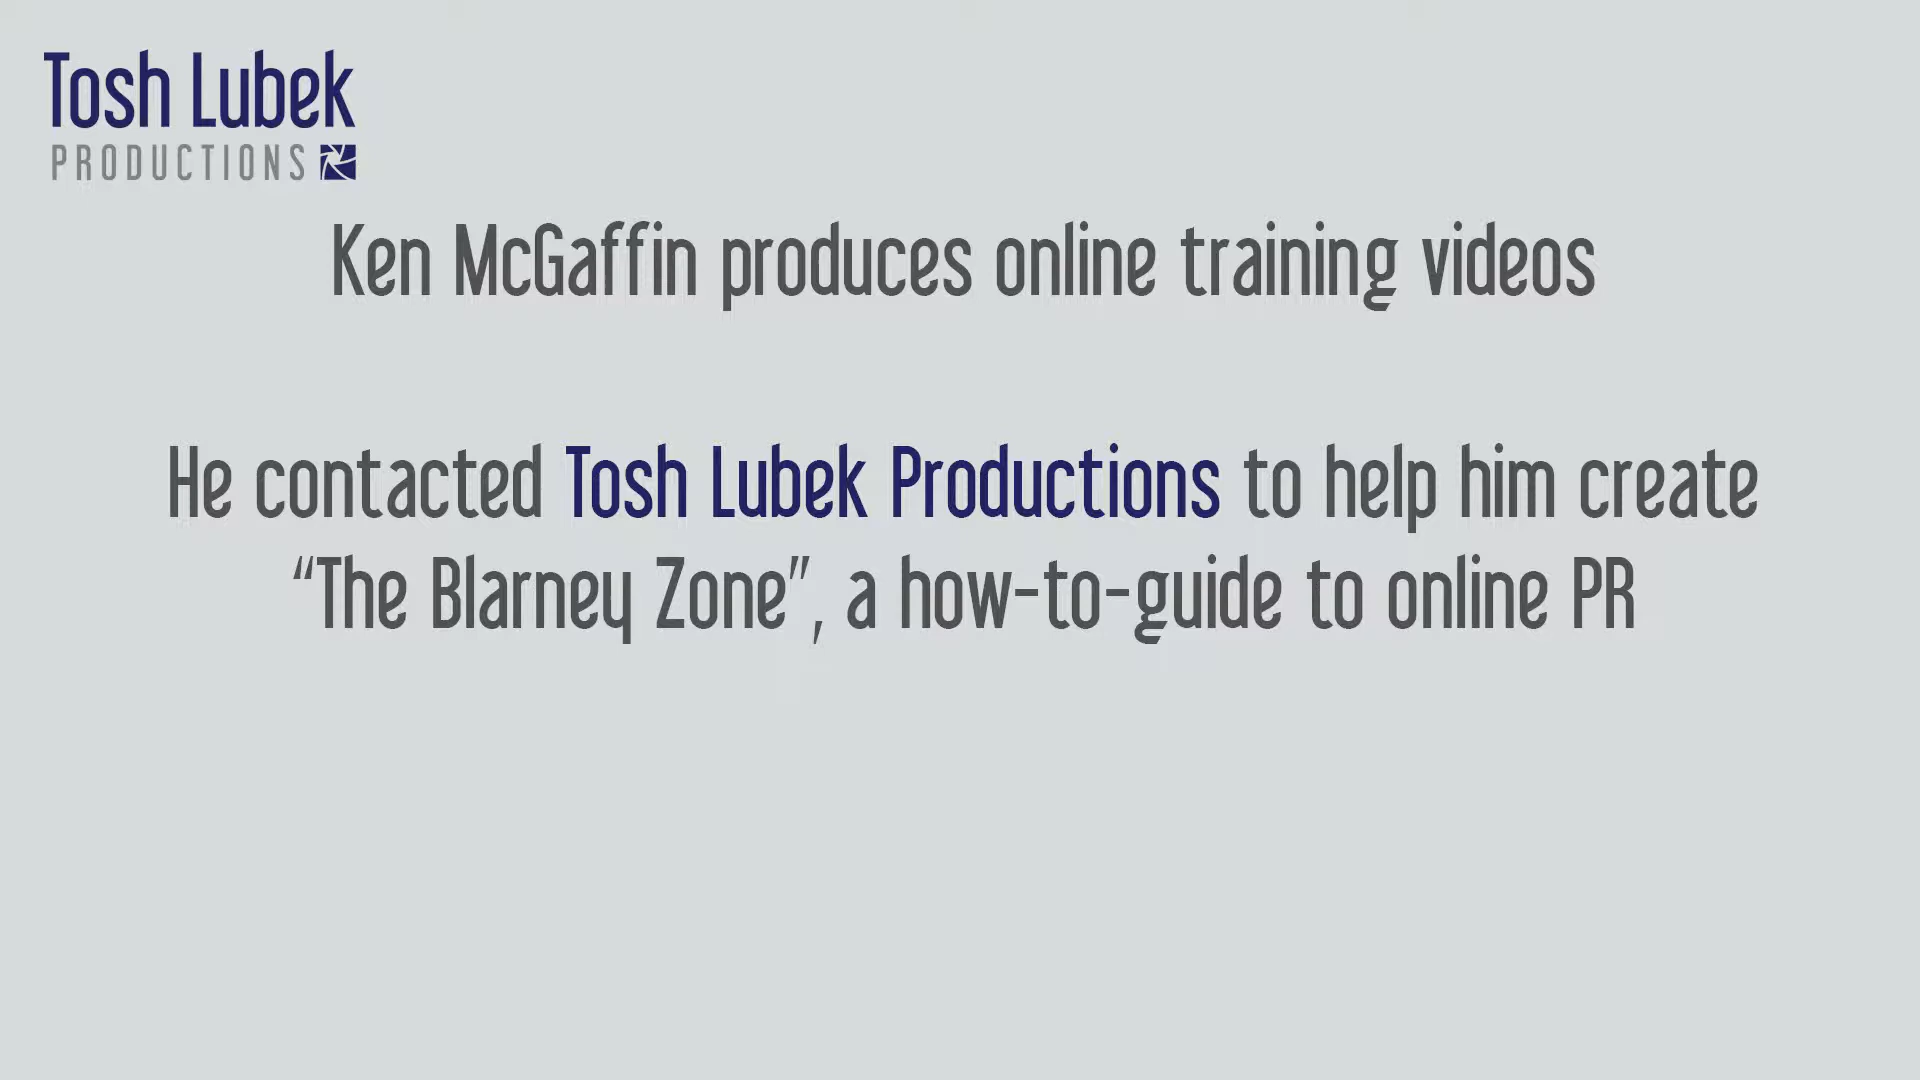 Tosh Lubek
PRODUCTIONS
Ken McGaffin produces online training videos
He contacted Tosh Lubek Productions to help him create
“The Blarney Zone”, a how-to-guide to online PR